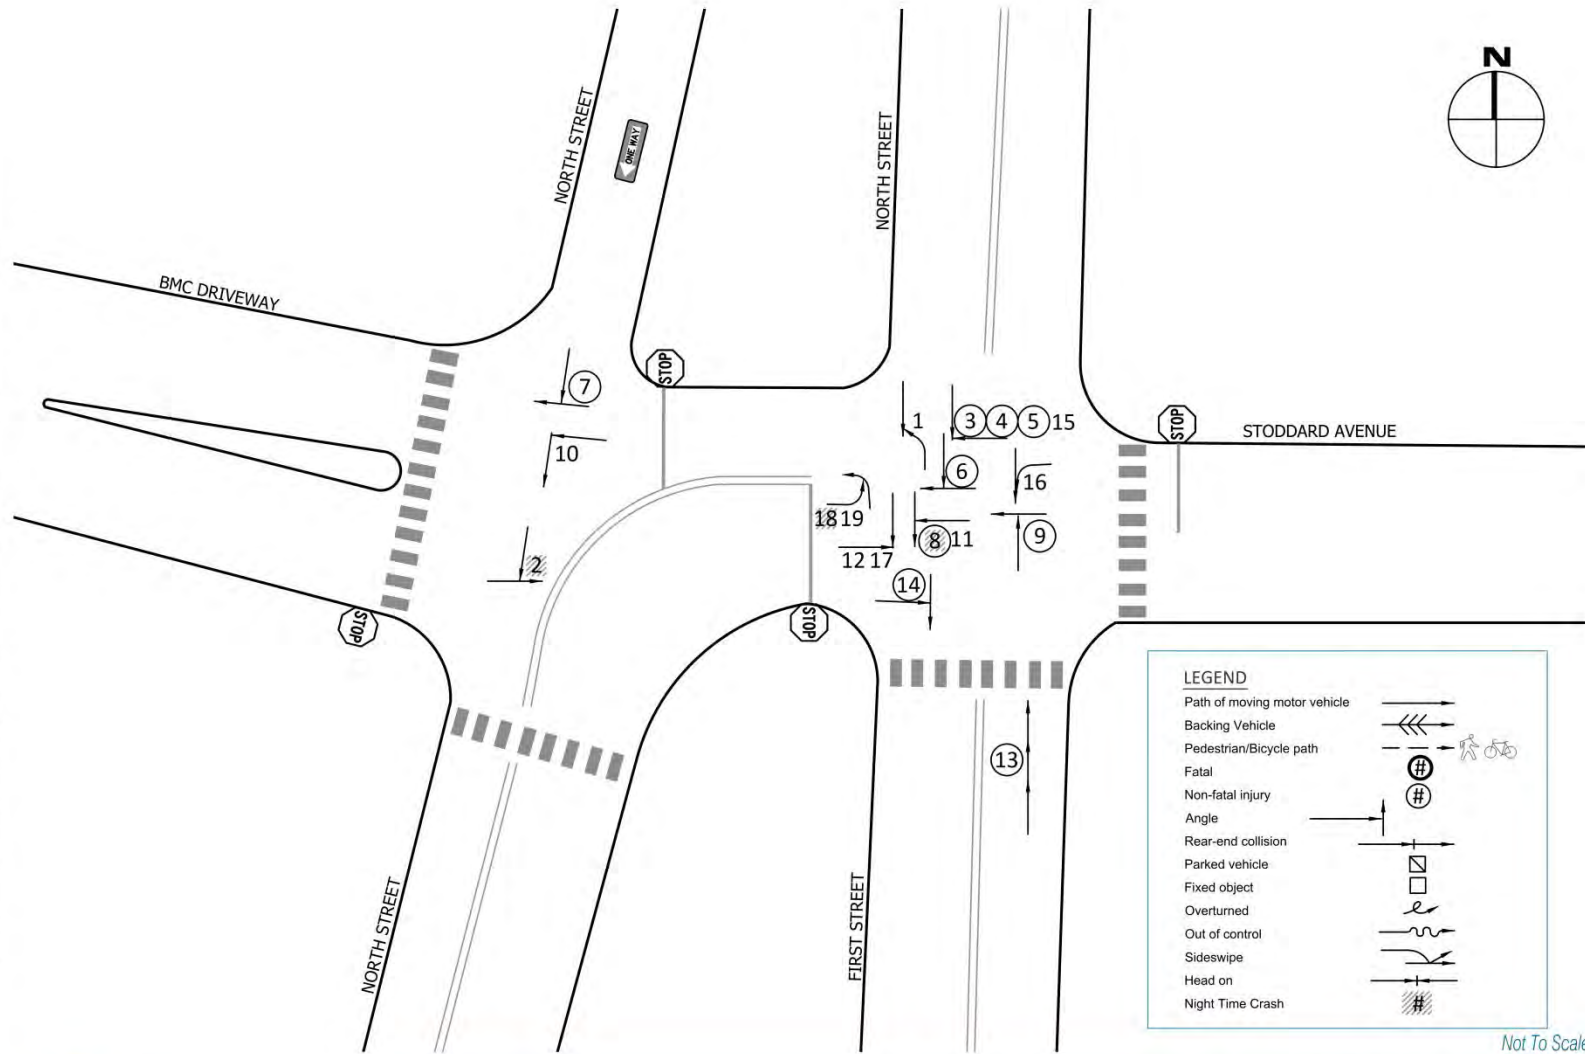 N
NORTH STREET
ONE WAY
NORTH STREET
BMC DRIVEWAY
STOP
STOP
STODDARD AVENUE
7
1
3 4 5 15
10
6
16
18 19
8 11
9
2
12 17
14
STOP
STOP
13
NORTH STREET
FIRST STREET
LEGEND
Path of moving motor vehicle
Backing Vehicle
Pedestrian/Bicycle path
Fatal #
Non-fatal injury #
Angle
Rear-end collision
Parked vehicle
Fixed object
Overturned
Out of control
Sideswipe
Head on
Night Time Crash #
Not To Scale